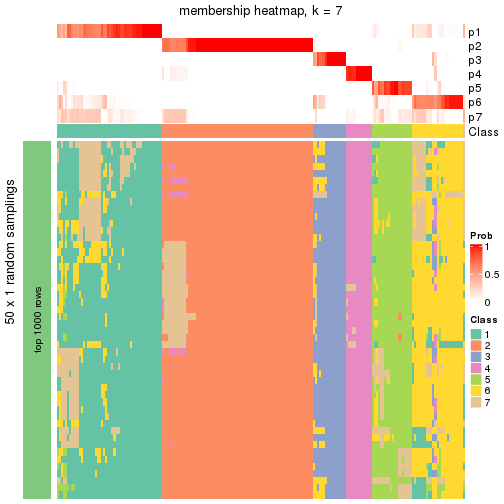 membership heatmap, k = 7
p1
p2
p3
p4
p5
p6
p7
Class
50 x 1 random samplings
top 1000 rows
Prob
1
0.5
0
Class
1
2
3
4
5
6
7